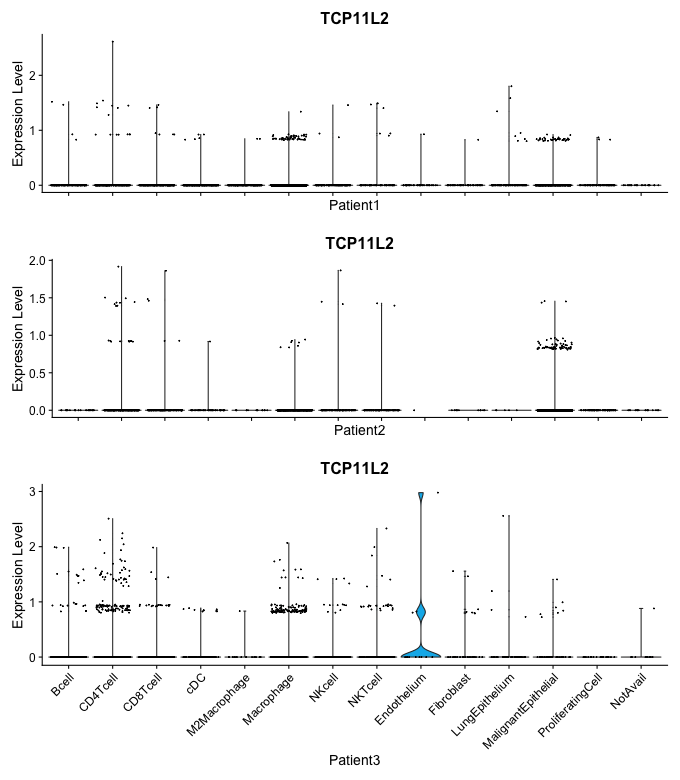 TCP11L2
Expression Level
2
1
0
Patient1
TCP11L2
Expression Level
2.0
1.5
1.0
0.5
0.0
Patient2
TCP11L2
Expression Level
3
2
1
0
Bcell
CD4Tcell
CD8Tcell
cDC
M2Macrophage
Macrophage
NKcell
NKTcell
Endothelium
Fibroblast
LungEpithelium
MalignantEpithelial
ProliferatingCell
NotAvail
Patient3